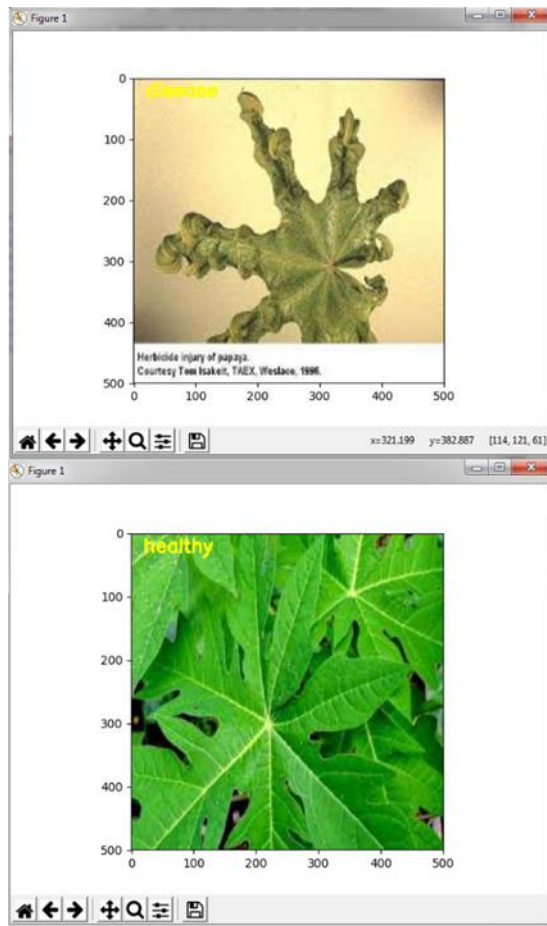 Figure 1
disease
0
100
200
300
400
500
0 100 200 300 400 500
Herbicide injury of papaya.
Courtesy Tom Isakeit, TAEX, Weslaco, 1996.
x=321.199 y=382.887 [114, 121, 61]
Figure 1
healthy
0
100
200
300
400
500
0 100 200 300 400 500